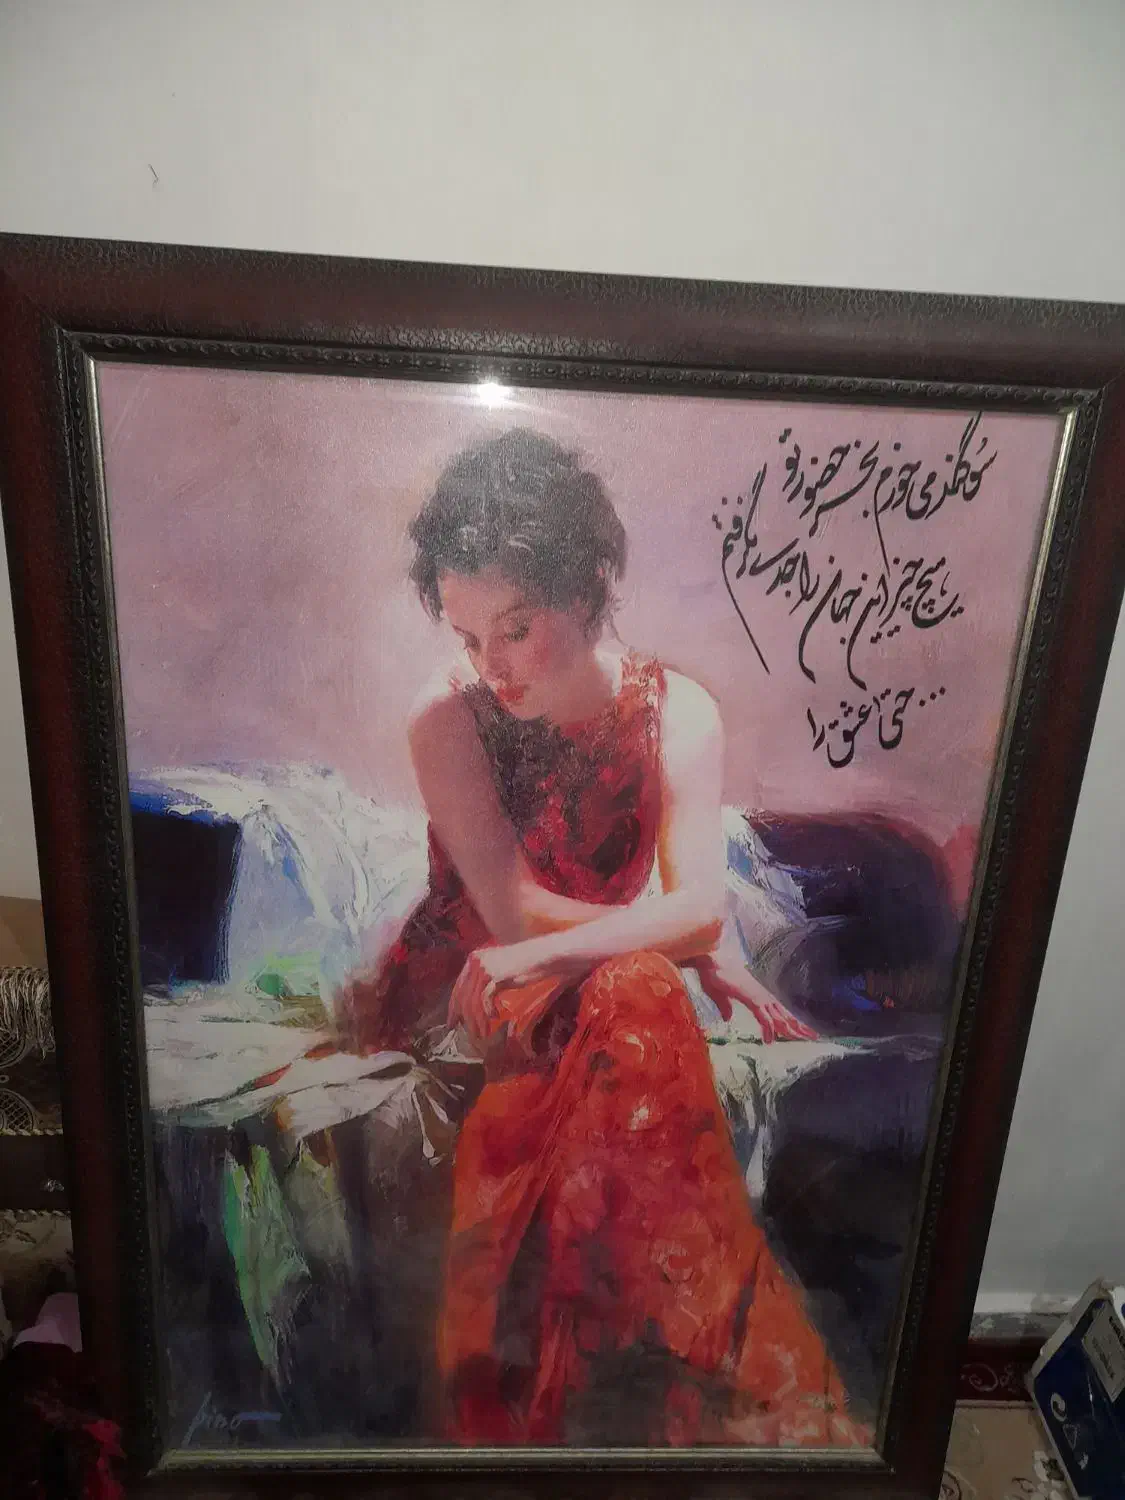 سوگند می‌خورم بجز حضور تو
هیچ چیز این جهان را جدی نگرفتم
... حتی عشق را
pino